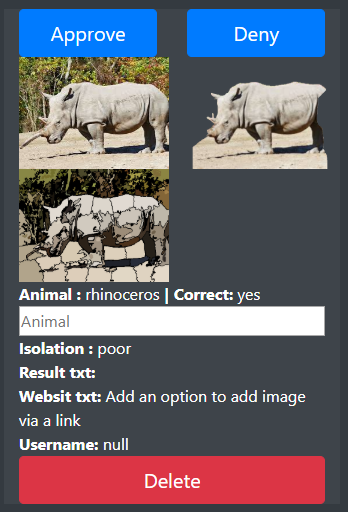 Approve Deny
Animal : rhinoceros | Correct: yes
Animal
Isolation : poor
Result txt:
Websit txt: Add an option to add image
via a link
Username: null
Delete